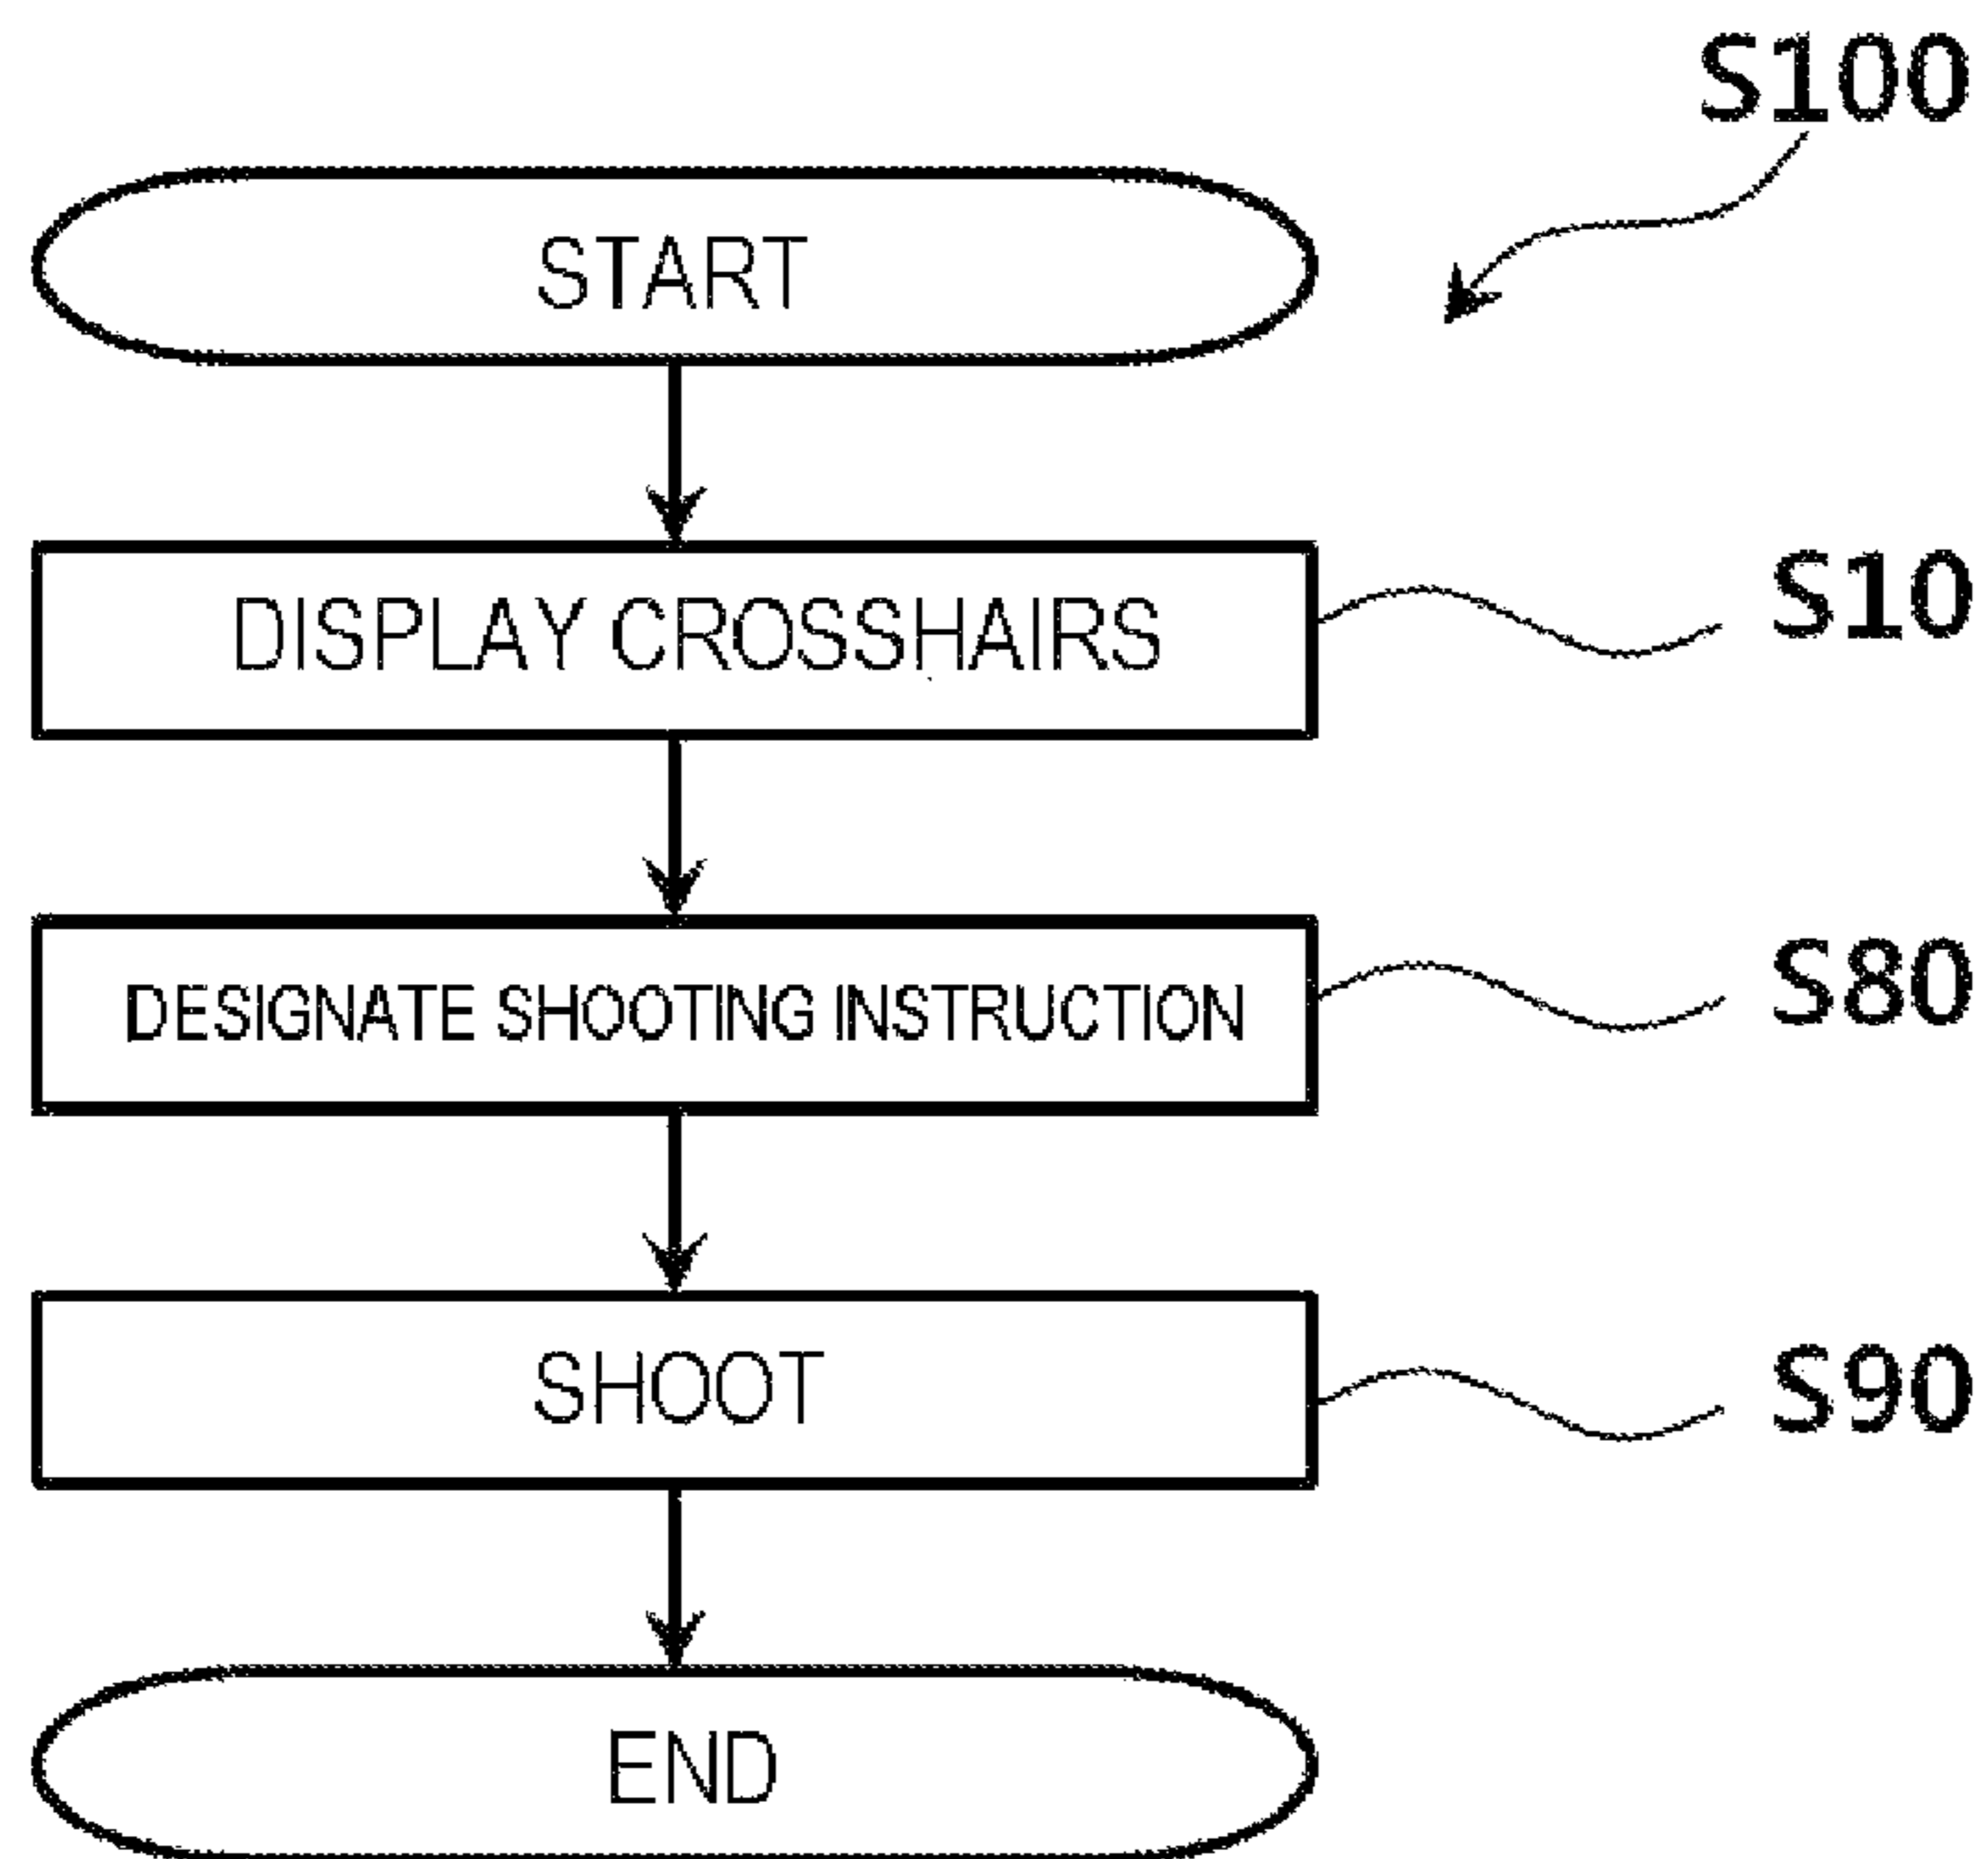 S100
START
DISPLAY CROSSHAIRS
S10
DESIGNATE SHOOTING INSTRUCTION
S80
SHOOT
S90
END